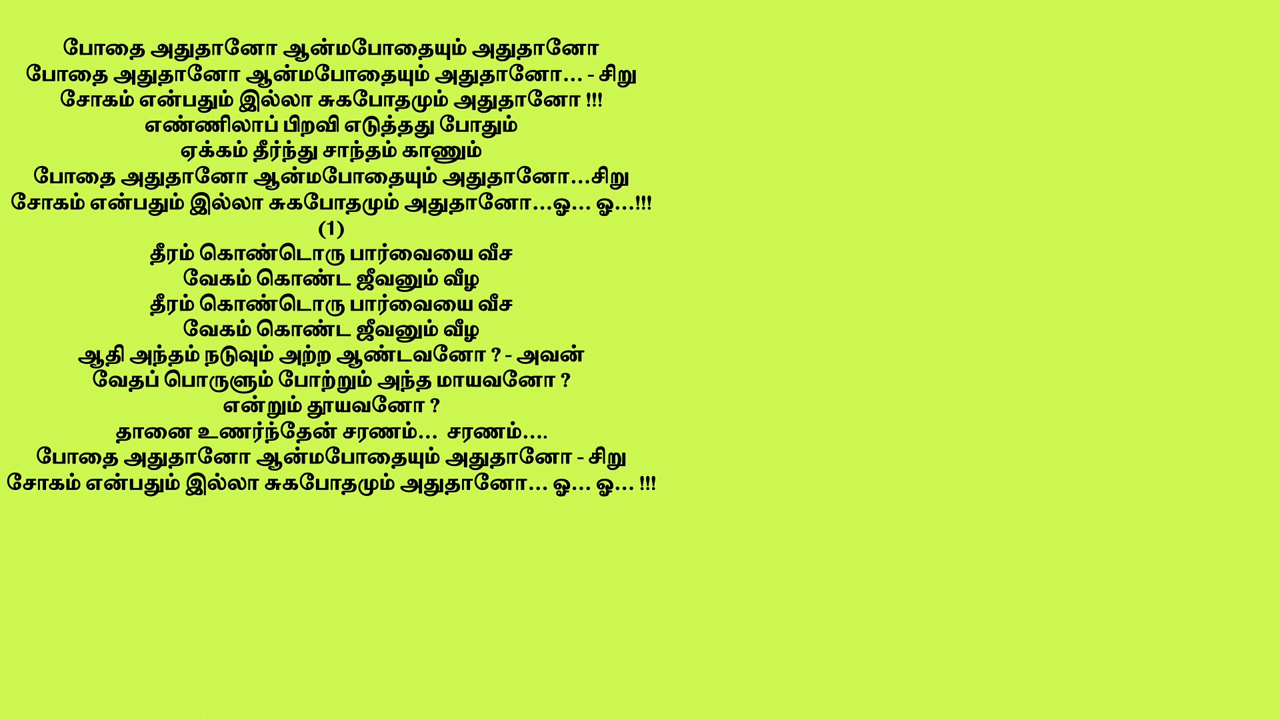 போதை அதுதானோ ஆன்மபோதையும் அதுதானோ
போதை அதுதானோ ஆன்மபோதையும் அதுதானோ... - சிறு
சோகம் என்பதும் இல்லா சுகபோதமும் அதுதானோ !!!
எண்ணிலாப் பிறவி எடுத்தது போதும்
ஏக்கம் தீர்ந்து சாந்தம் காணும்
போதை அதுதானோ ஆன்மபோதையும் அதுதானோ...சிறு
சோகம் என்பதும் இல்லா சுகபோதமும் அதுதானோ...ஓ... ஓ...!!!
(1)
தீரம் கொண்டொரு பார்வையை வீச
வேகம் கொண்ட ஜீவனும் வீழ
தீரம் கொண்டொரு பார்வையை வீச
வேகம் கொண்ட ஜீவனும் வீழ
ஆதி அந்தம் நடுவும் அற்ற ஆண்டவனோ ? - அவன்
வேதப் பொருளும் போற்றும் அந்த மாயவனோ ?
என்றும் தூயவனோ ?
தானை உணர்ந்தேன் சரணம்...  சரணம்....
போதை அதுதானோ ஆன்மபோதையும் அதுதானோ - சிறு
சோகம் என்பதும் இல்லா சுகபோதமும் அதுதானோ... ஓ... ஓ... !!!